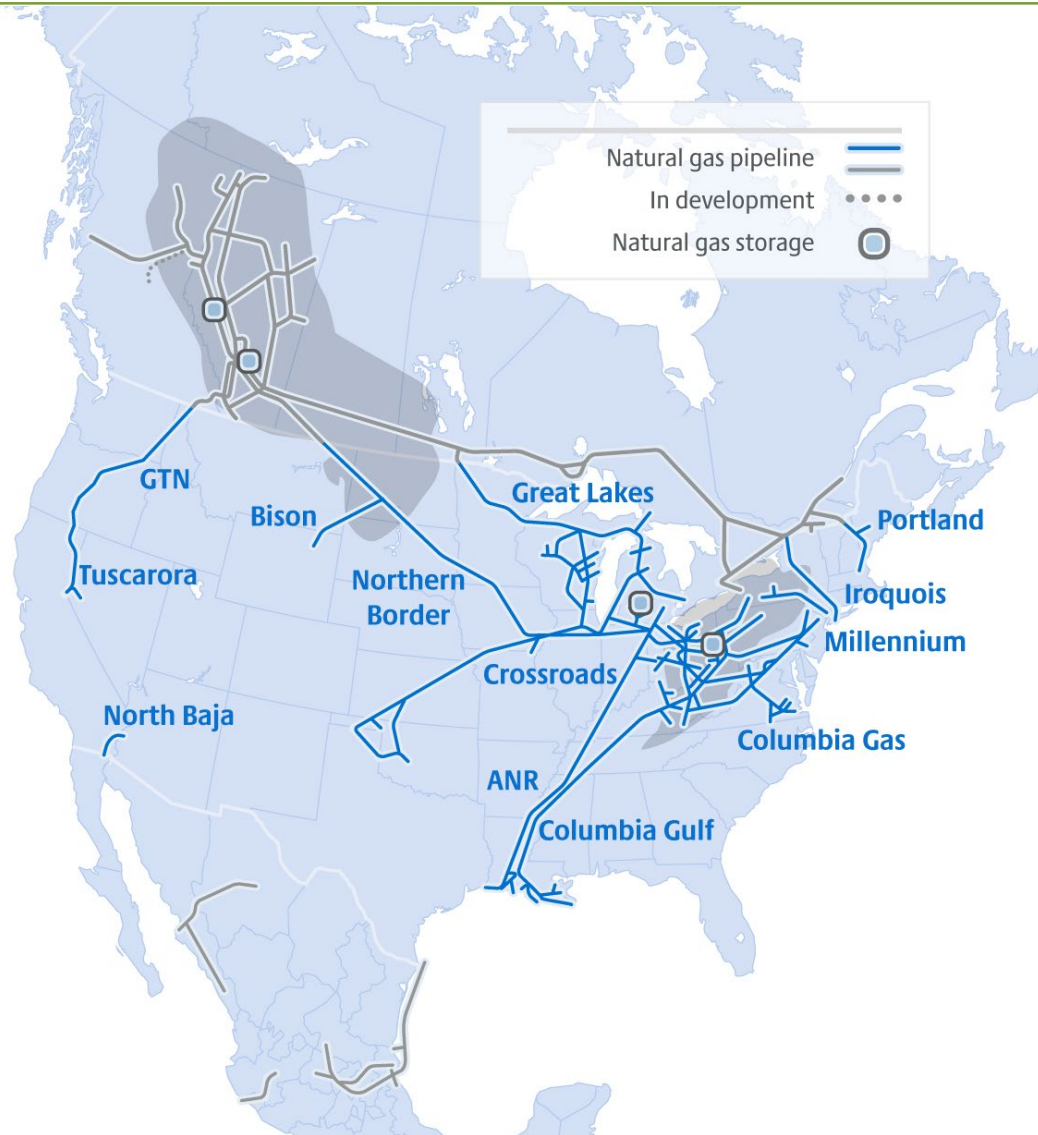 Natural gas pipeline
In development
Natural gas storage
GTN
Great Lakes
Bison
Portland
Tuscarora
Northern
Border
Iroquois
Millennium
Crossroads
North Baja
Columbia Gas
ANR
Columbia Gulf